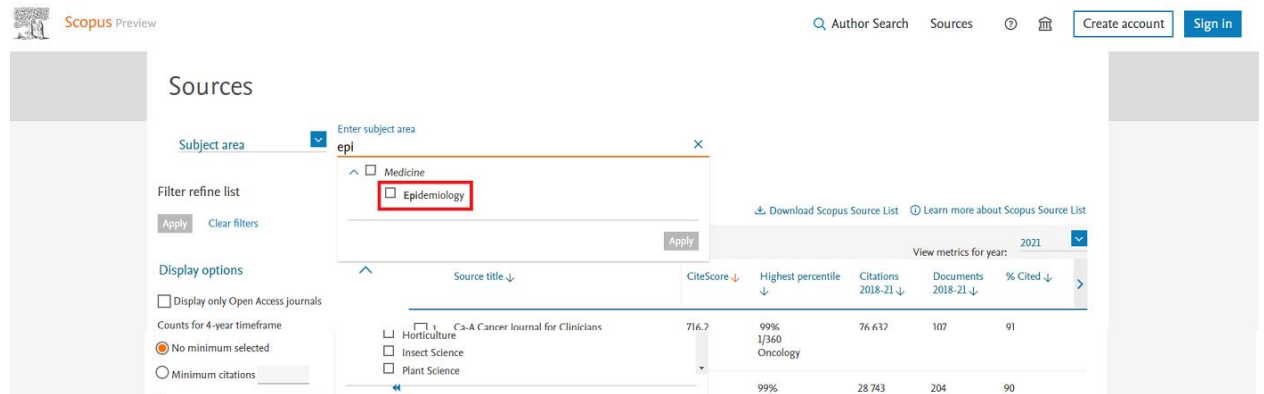 Scopus Preview
Author Search Sources Create account Sign in
Sources
Subject area
Enter subject area
epi
Medicine
Epidemiology
Apply
Filter refine list
Apply Clear filters
Download Scopus Source List Learn more about Scopus Source List
View metrics for year: 2021
Display options
Display only Open Access journals
Counts for 4-year timeframe
No minimum selected
Minimum citations
Source title CiteScore Highest percentile Citations 2018-21 Documents 2018-21 % Cited
1 Ca-A Cancer Journal for Clinicians 716.2 99% 76 632 107 91
1/360
Oncology
Horticulture
Insect Science
Plant Science
99% 28 743 204 90